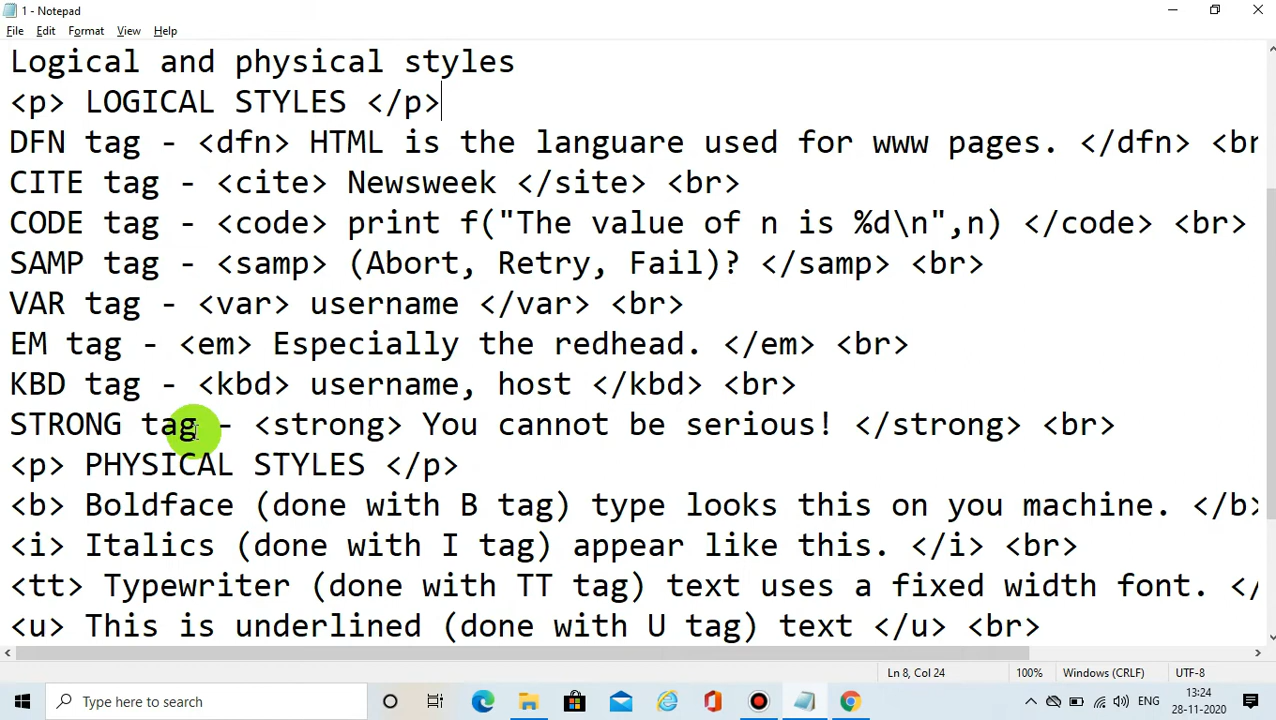 1 - Notepad
File Edit Format View Help
Logical and physical styles
<p> LOGICAL STYLES </p>
DFN tag - <dfn> HTML is the languare used for www pages. </dfn> <br
CITE tag - <cite> Newsweek </site> <br>
CODE tag - <code> print f("The value of n is %d\n",n) </code> <br>
SAMP tag - <samp> (Abort, Retry, Fail)? </samp> <br>
VAR tag - <var> username </var> <br>
EM tag - <em> Especially the redhead. </em> <br>
KBD tag - <kbd> username, host </kbd> <br>
STRONG tag - <strong> You cannot be serious! </strong> <br>
<p> PHYSICAL STYLES </p>
<b> Boldface (done with B tag) type looks this on you machine. </b>
<i> Italics (done with I tag) appear like this. </i> <br>
<tt> Typewriter (done with TT tag) text uses a fixed width font. </
<u> This is underlined (done with U tag) text </u> <br>
Ln 8, Col 24 100% Windows (CRLF) UTF-8
Type here to search
ENG
13:24
28-11-2020